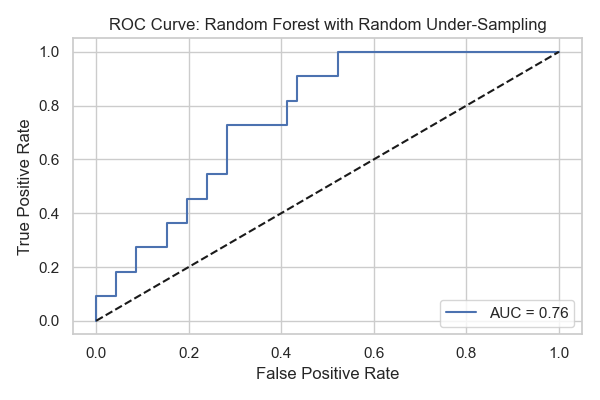 ROC Curve: Random Forest with Random Under-Sampling
True Positive Rate
1.0
0.8
0.6
0.4
0.2
0.0
AUC = 0.76
0.0 0.2 0.4 0.6 0.8 1.0
False Positive Rate